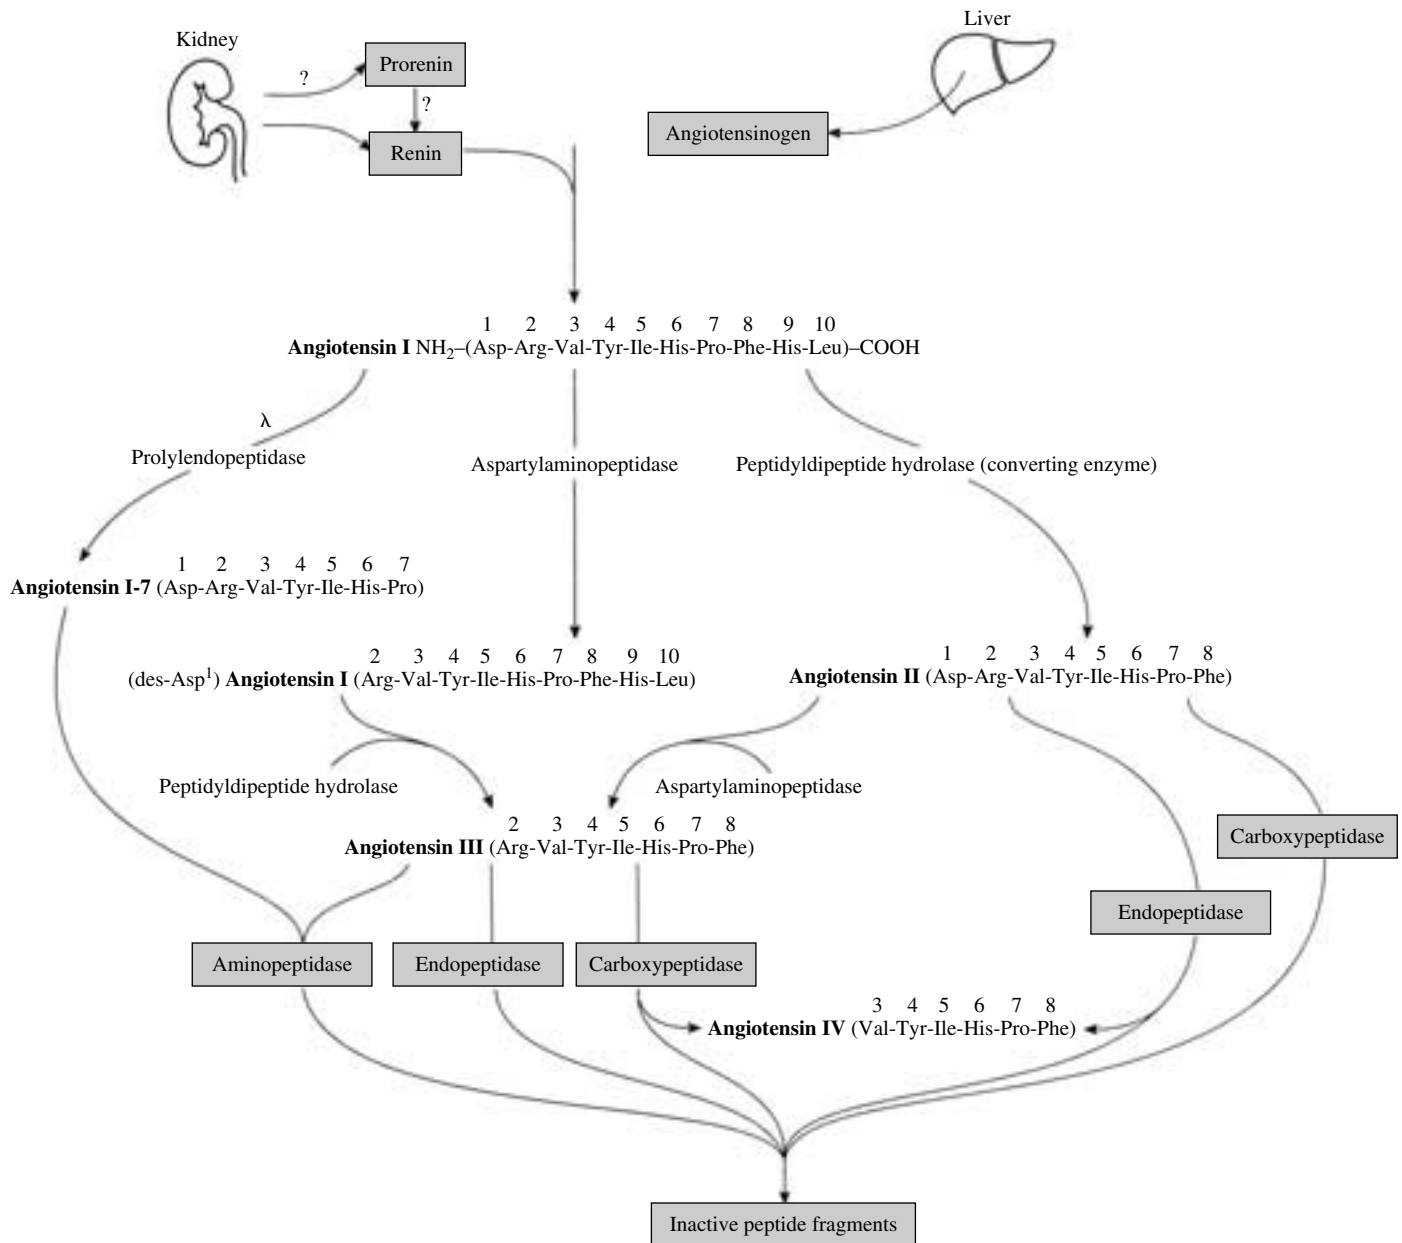 Liver
Kidney
Prorenin
?
?
Angiotensinogen
Renin
1 2 3 4 5 6 7 8 9 10
Angiotensin I NH₂–(Asp-Arg-Val-Tyr-Ile-His-Pro-Phe-His-Leu)–COOH
λ
Prolylendopeptidase
Aspartylaminopeptidase
Peptidyldipeptide hydrolase (converting enzyme)
1 2 3 4 5 6 7
Angiotensin I-7 (Asp-Arg-Val-Tyr-Ile-His-Pro)
2 3 4 5 6 7 8 9 10
(des-Asp¹) Angiotensin I (Arg-Val-Tyr-Ile-His-Pro-Phe-His-Leu)
1 2 3 4 5 6 7 8
Angiotensin II (Asp-Arg-Val-Tyr-Ile-His-Pro-Phe)
Peptidyldipeptide hydrolase
Aspartylaminopeptidase
2 3 4 5 6 7 8
Angiotensin III (Arg-Val-Tyr-Ile-His-Pro-Phe)
Carboxypeptidase
Endopeptidase
Aminopeptidase
Endopeptidase
Carboxypeptidase
3 4 5 6 7 8
Angiotensin IV (Val-Tyr-Ile-His-Pro-Phe)
Inactive peptide fragments